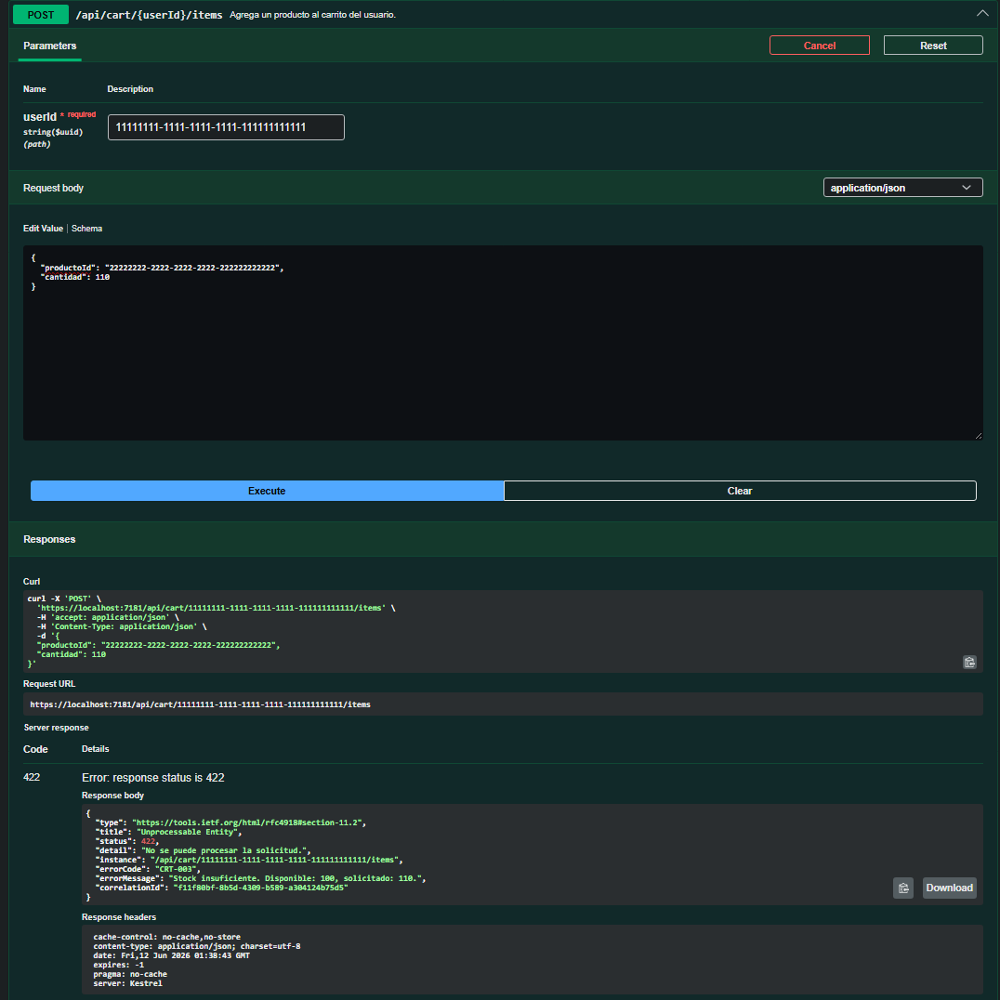 POST /api/cart/{userId}/items Agrega un producto al carrito del usuario.
Parameters
Cancel
Reset
Name Description
userId * required
string($uuid)
(path)
11111111-1111-1111-1111-111111111111
Request body
application/json
Edit Value | Schema
{
"productoId": "22222222-2222-2222-2222-222222222222",
"cantidad": 110
}
Execute
Clear
Responses
Curl
curl -X 'POST' \
'https://localhost:7181/api/cart/11111111-1111-1111-1111-111111111111/items' \
-H 'accept: application/json' \
-H 'Content-Type: application/json' \
-d '{
"productoId": "22222222-2222-2222-2222-222222222222",
"cantidad": 110
}'
Request URL
https://localhost:7181/api/cart/11111111-1111-1111-1111-111111111111/items
Server response
Code Details
422 Error: response status is 422
Response body
{
"type": "https://tools.ietf.org/html/rfc4918#section-11.2",
"title": "Unprocessable Entity",
"status": 422,
"detail": "No se puede procesar la solicitud.",
"instance": "/api/cart/11111111-1111-1111-1111-111111111111/items",
"errorCode": "CRT-003",
"errorMessage": "Stock insuficiente. Disponible: 100, solicitado: 110.",
"correlationId": "f11f80bf-8b5d-4309-b589-a304124b75d5"
}
Download
Response headers
cache-control: no-cache,no-store
content-type: application/json; charset=utf-8
date: Fri,12 Jun 2026 01:38:43 GMT
expires: -1
pragma: no-cache
server: Kestrel